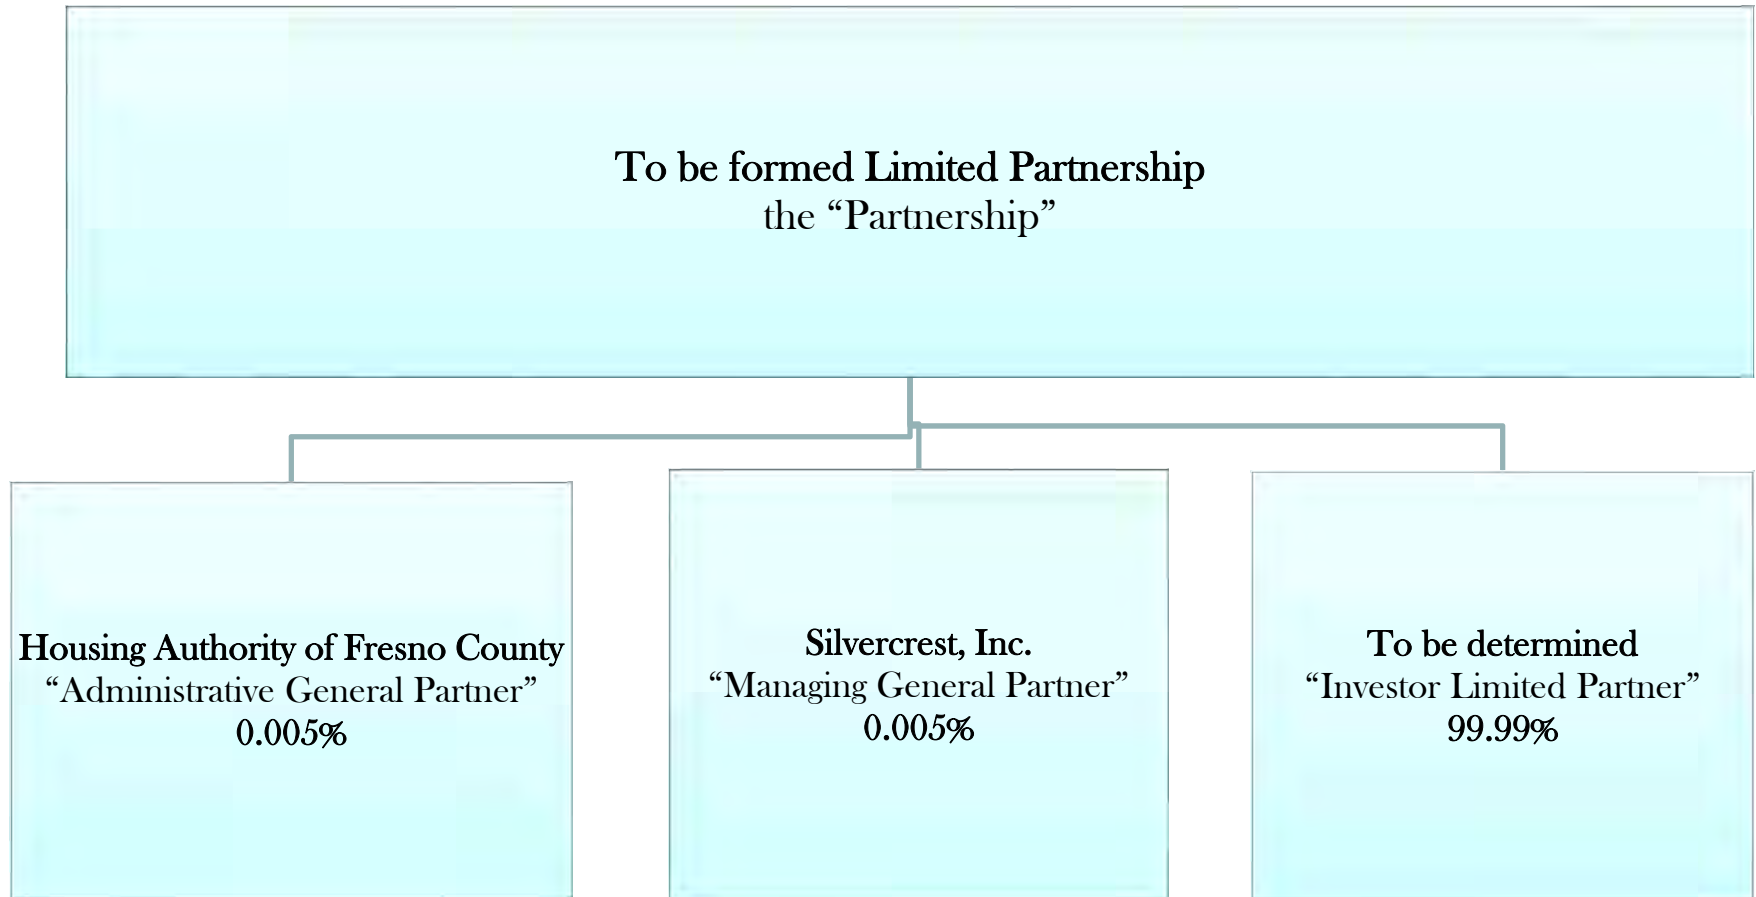 To be formed Limited Partnership
the “Partnership”
Housing Authority of Fresno County
“Administrative General Partner”
0.005%
Silvercrest, Inc.
“Managing General Partner”
0.005%
To be determined
“Investor Limited Partner”
99.99%